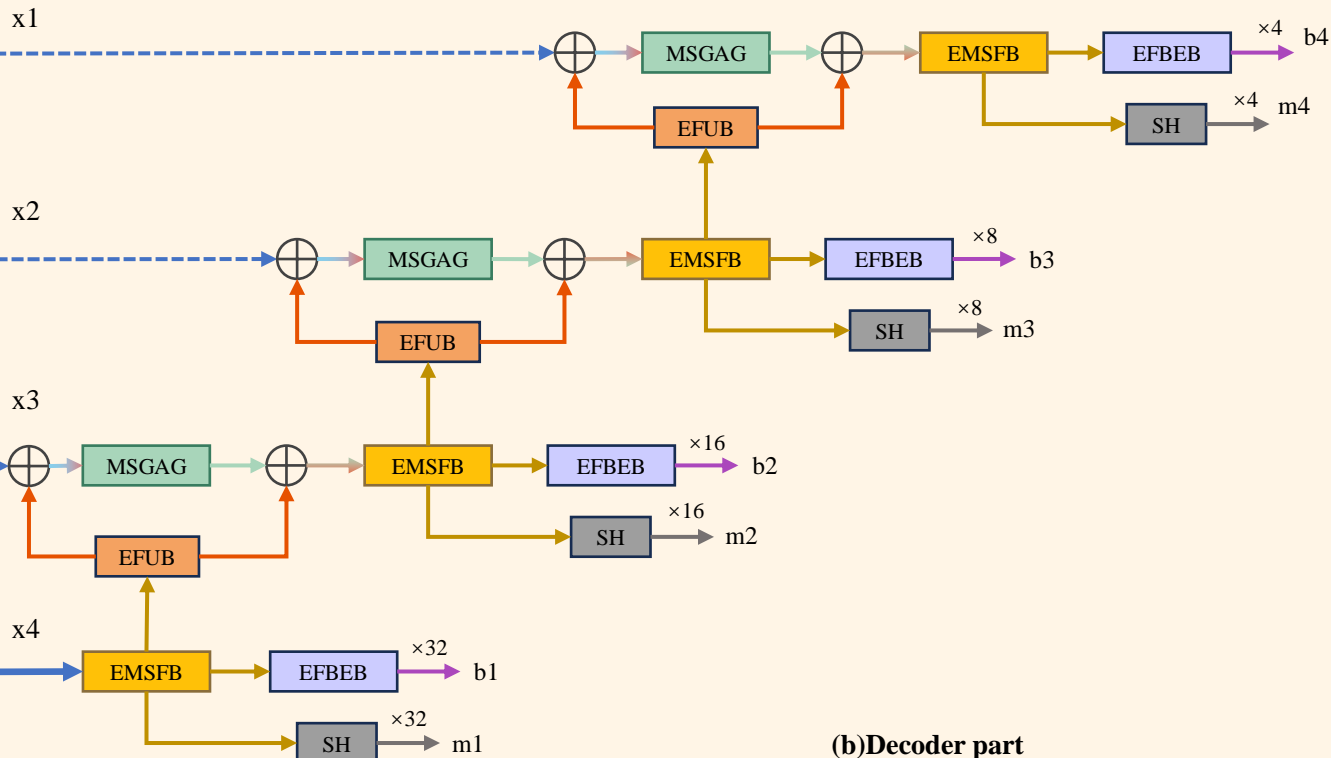 x1
MSGAG
EMSFB
EFBEB
×4
b4
EFUB
SH
×4
m4
x2
MSGAG
EMSFB
EFBEB
×8
b3
EFUB
SH
×8
m3
x3
MSGAG
EMSFB
EFBEB
×16
b2
EFUB
SH
×16
m2
x4
EMSFB
EFBEB
×32
b1
SH
×32
m1
(b)Decoder part